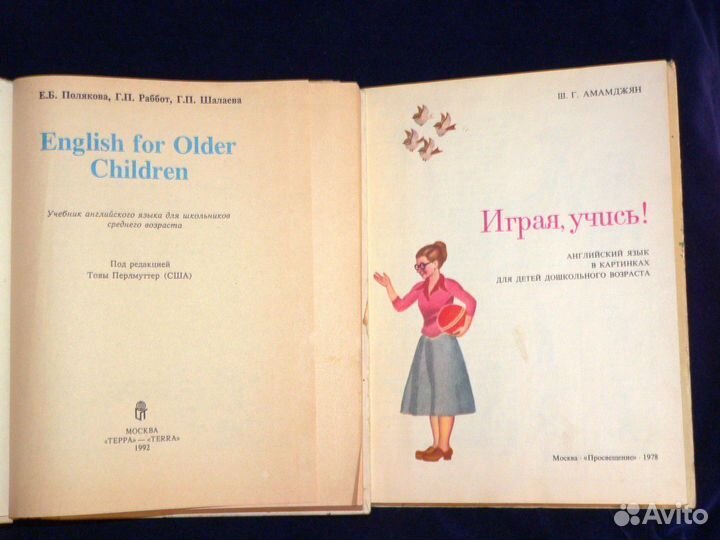 Е.Б. Полякова, Г.П. Раббот, Г.П. Шалаева
English for Older
Children
Учебник английского языка для школьников
среднего возраста
Под редакцией
Товы Перлмуттер (США)
МОСКВА
«ТЕРРА» — «TERRA»
1992
Ш. Г. АМАМДЖЯН
Играя, учись!
АНГЛИЙСКИЙ ЯЗЫК
В КАРТИНКАХ
ДЛЯ ДЕТЕЙ ДОШКОЛЬНОГО ВОЗРАСТА
Москва · «Просвещение» · 1978
Avito